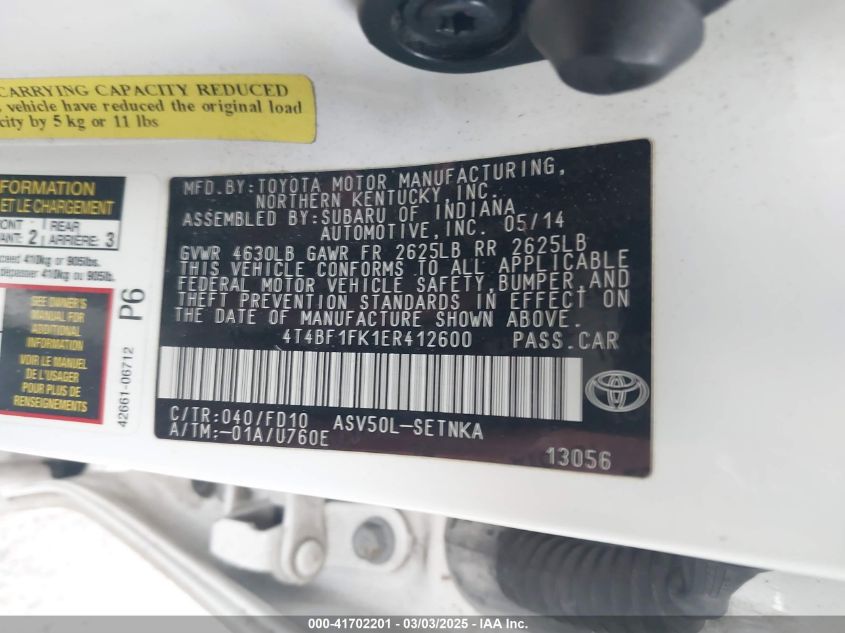 CARRYING CAPACITY REDUCED
vehicle have reduced the original load
city by 5 kg or 11 lbs
FORMATION
ET LE CHARGEMENT
REAR
2 ARRIÈRE: 3
ceed 410kg or 905lbs.
dépasser 410kg ou 905lb.
SEE OWNER'S
MANUAL FOR
ADDITIONAL
INFORMATION
VOIR LE MANUEL
DE L'USAGER
POUR PLUS DE
RENSEIGNEMENTS
P6
42661-06712
MFD.BY:TOYOTA MOTOR MANUFACTURING,
NORTHERN KENTUCKY,INC.
ASSEMBLED BY:SUBARU OF INDIANA
AUTOMOTIVE,INC. 05/14
GVWR 4630LB GAWR FR 2625LB RR 2625LB
THIS VEHICLE CONFORMS TO ALL APPLICABLE
FEDERAL MOTOR VEHICLE SAFETY,BUMPER,AND
THEFT PREVENTION STANDARDS IN EFFECT ON
THE DATE OF MANUFACTURE SHOWN ABOVE.
4T4BF1FK1ER412600 PASS.CAR
C/TR:040/FD10 ASV50L-SETNKA
A/TM:-01A/U760E
TOYOTA
13056
000-41702201 - 03/03/2025 - IAA Inc.